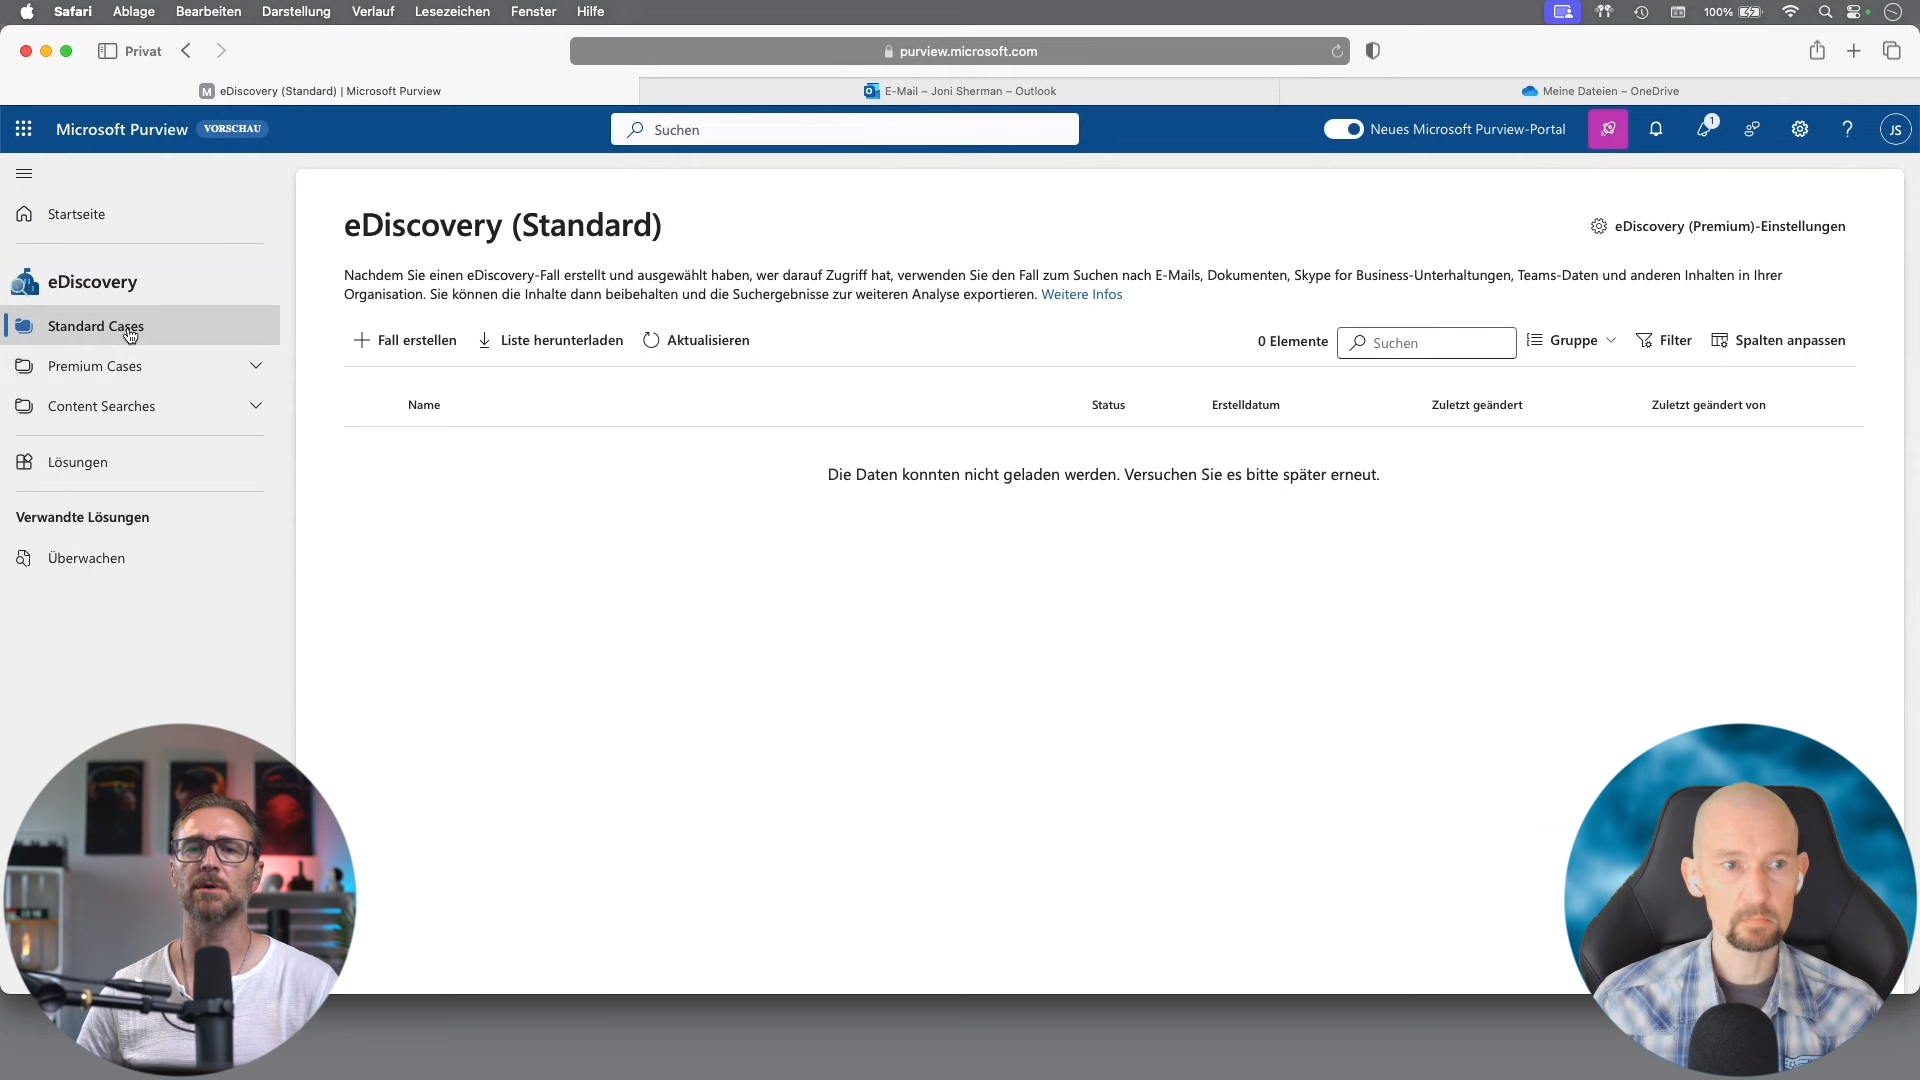 Safari Ablage Bearbeiten Darstellung Verlauf Lesezeichen Fenster Hilfe 100%
Privat purview.microsoft.com
M eDiscovery (Standard) | Microsoft Purview E-Mail – Joni Sherman – Outlook Meine Dateien – OneDrive
Microsoft Purview VORSCHAU Suchen Neues Microsoft Purview-Portal 1 ? JS
Startseite
eDiscovery
Standard Cases
Premium Cases
Content Searches
Lösungen
Verwandte Lösungen
Überwachen
eDiscovery (Standard)
eDiscovery (Premium)-Einstellungen
Nachdem Sie einen eDiscovery-Fall erstellt und ausgewählt haben, wer darauf Zugriff hat, verwenden Sie den Fall zum Suchen nach E-Mails, Dokumenten, Skype for Business-Unterhaltungen, Teams-Daten und anderen Inhalten in Ihrer
Organisation. Sie können die Inhalte dann beibehalten und die Suchergebnisse zur weiteren Analyse exportieren. Weitere Infos
Fall erstellen Liste herunterladen Aktualisieren 0 Elemente Suchen Gruppe Filter Spalten anpassen
Name Status Erstelldatum Zuletzt geändert Zuletzt geändert von
Die Daten konnten nicht geladen werden. Versuchen Sie es bitte später erneut.